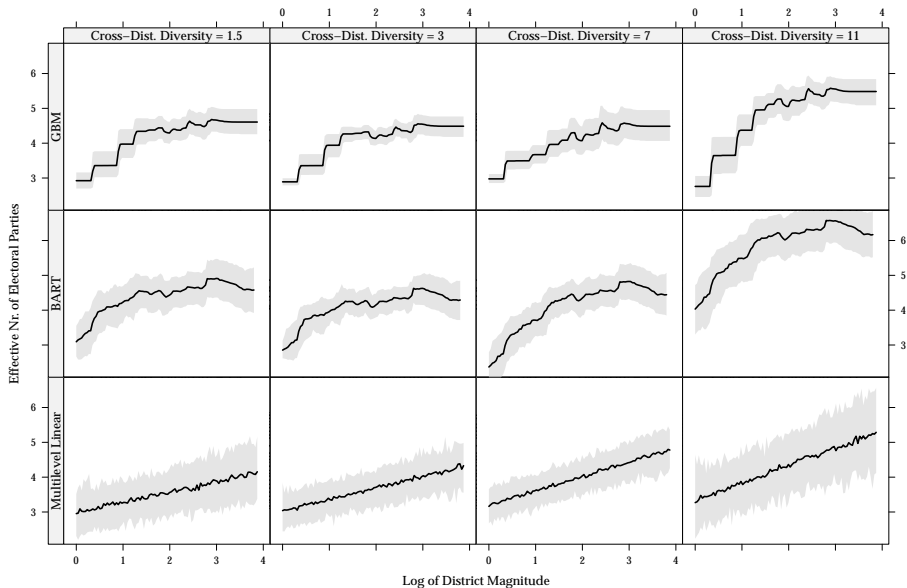 0 1 2 3 4 0 1 2 3 4
Cross−Dist. Diversity = 1.5 Cross−Dist. Diversity = 3 Cross−Dist. Diversity = 7 Cross−Dist. Diversity = 11
GBM
6
5
4
3
Effective Nr. of Electoral Parties
BART
6
5
4
3
Multilevel Linear
6
5
4
3
0 1 2 3 4 0 1 2 3 4
Log of District Magnitude